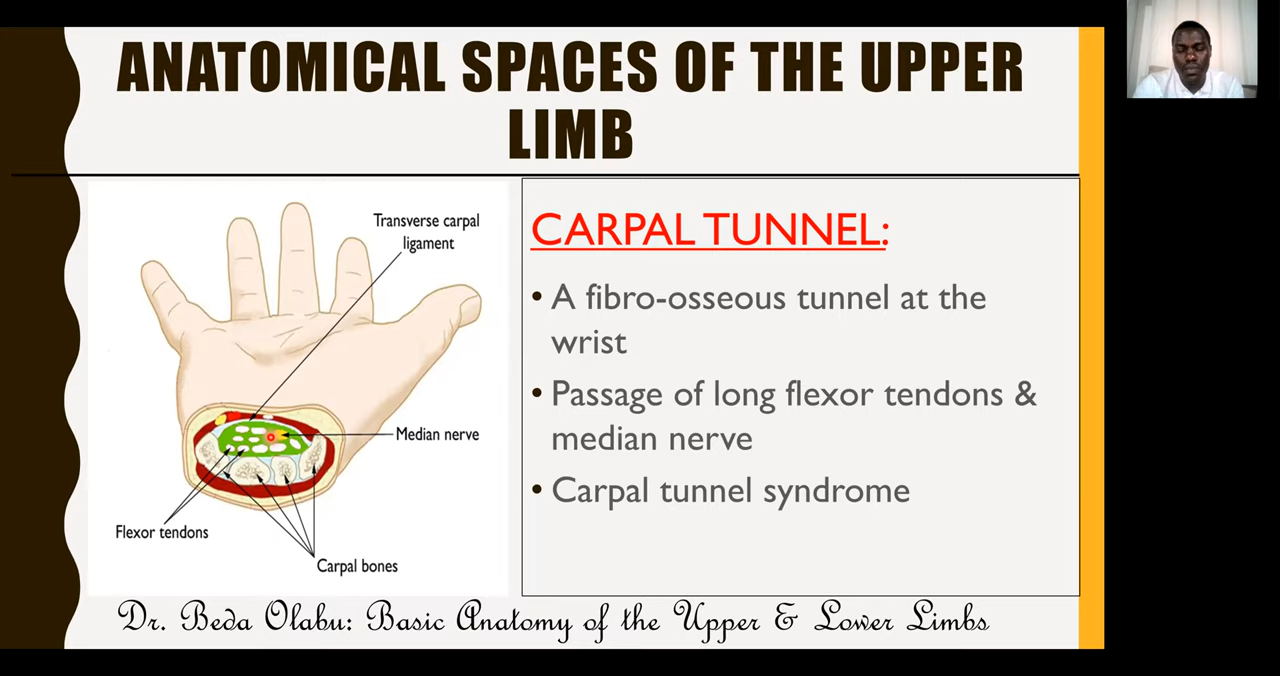 ANATOMICAL SPACES OF THE UPPER
LIMB
Transverse carpal
ligament
Median nerve
Flexor tendons
Carpal bones
CARPAL TUNNEL:
• A fibro-osseous tunnel at the
wrist
• Passage of long flexor tendons &
median nerve
• Carpal tunnel syndrome
Dr. Beda Olabu: Basic Anatomy of the Upper & Lower Limbs